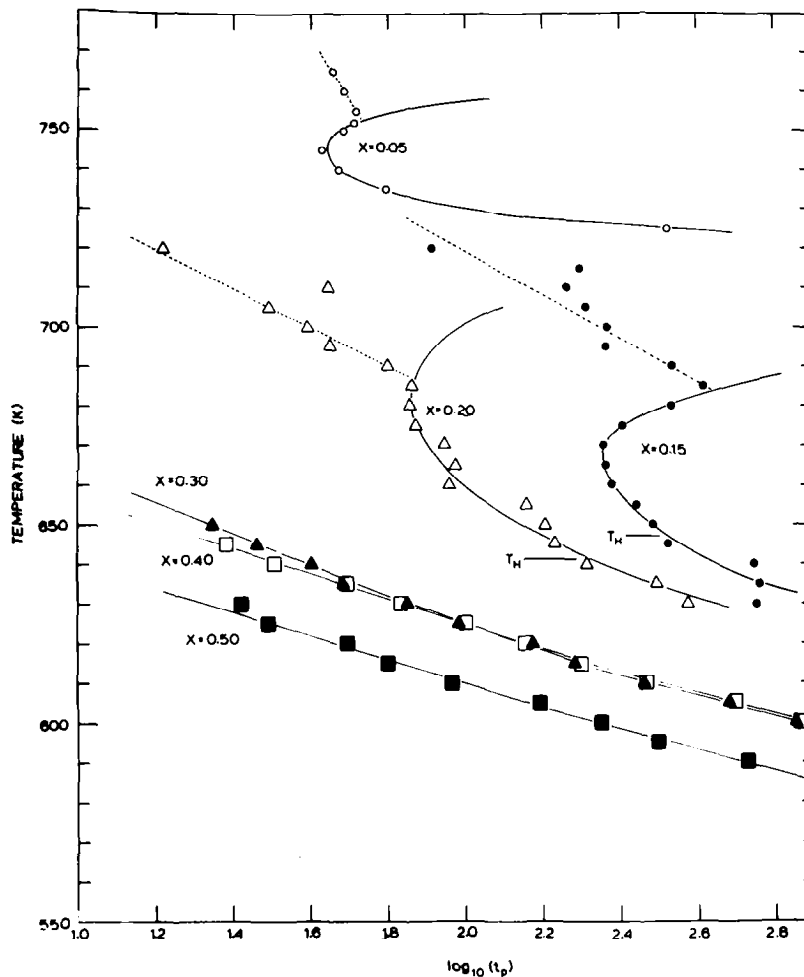 TEMPERATURE (K)
750
700
650
600
550
X=0.05
X=0.20
X=0.15
T_H
X=0.30
T_H
X=0.40
X=0.50
1.0 1.2 1.4 1.6 1.8 2.0 2.2 2.4 2.6 2.8
log10 (tp)